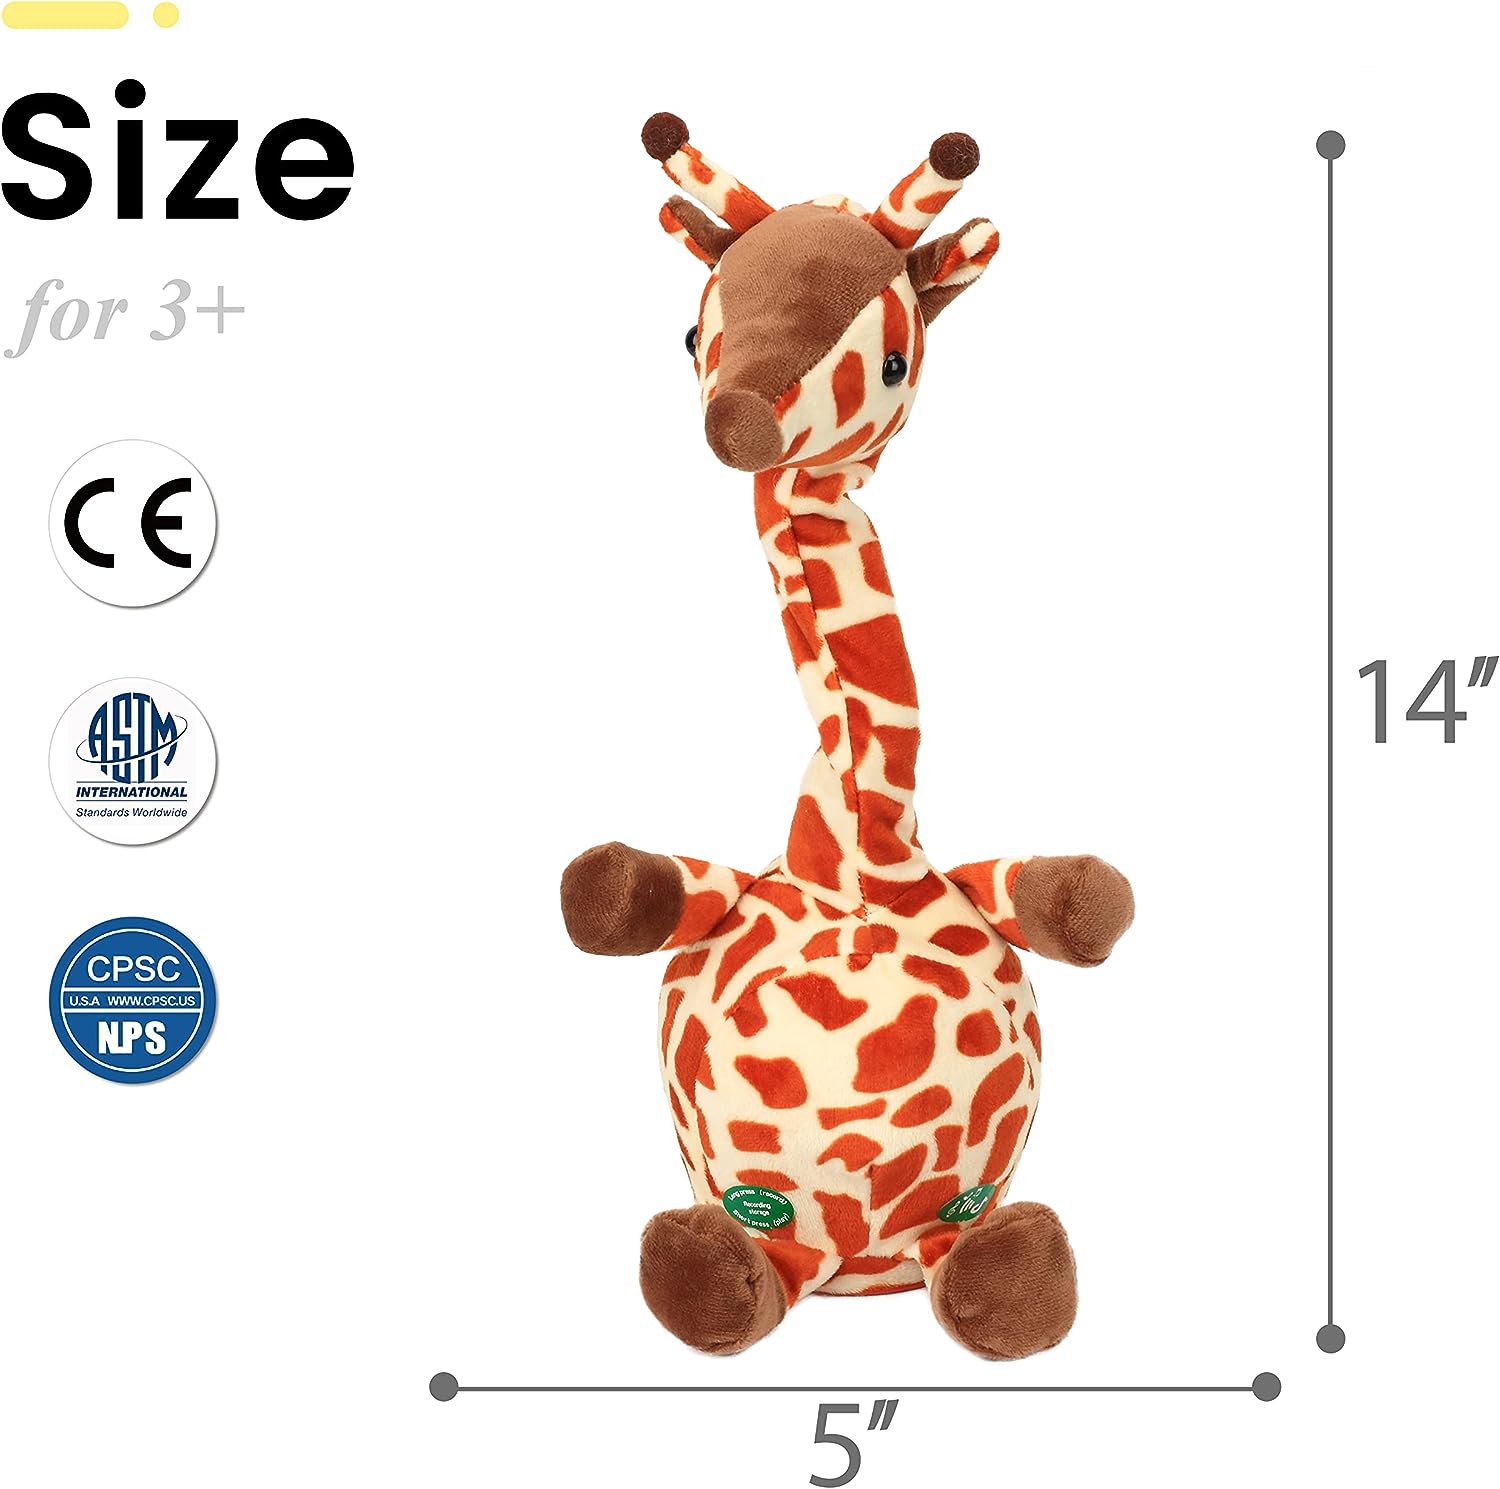 Size
for 3+
CE
ASTM
INTERNATIONAL
Standards Worldwide
CPSC
U.S.A WWW.CPSC.US
NPS
14"
Long press (record)
Recording
storage
Short press (play)
5"